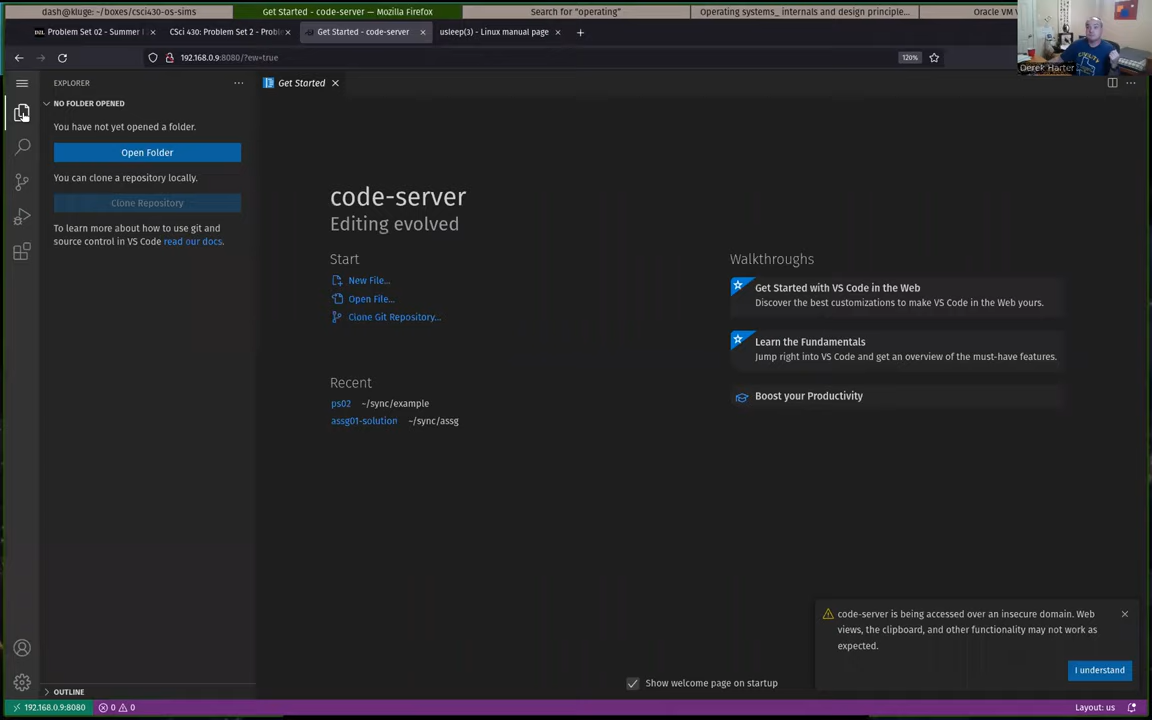 dash@kluge: ~/boxes/csci430-os-sims
Get Started - code-server — Mozilla Firefox
Search for "operating"
Operating systems_ internals and design principle...
Oracle VM V
Problem Set 02 - Summer
CSci 430: Problem Set 2 - Proble
Get Started - code-server
usleep(3) - Linux manual page
192.168.0.9:8080/?ew=true
120%
Derek Harter
EXPLORER
Get Started
NO FOLDER OPENED
You have not yet opened a folder.
Open Folder
You can clone a repository locally.
Clone Repository
To learn more about how to use git and
source control in VS Code read our docs.
code-server
Editing evolved
Start
New File...
Open File...
Clone Git Repository...
Recent
ps02 ~/sync/example
assg01-solution ~/sync/assg
Walkthroughs
Get Started with VS Code in the Web
Discover the best customizations to make VS Code in the Web yours.
Learn the Fundamentals
Jump right into VS Code and get an overview of the must-have features.
Boost your Productivity
code-server is being accessed over an insecure domain. Web
views, the clipboard, and other functionality may not work as
expected.
I understand
Show welcome page on startup
OUTLINE
192.168.0.9:8080
0 0
Layout: us